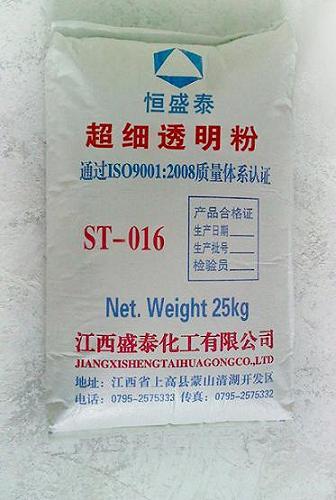 恒盛泰
超细透明粉
通过ISO9001:2008质量体系认证
ST-016
产品合格证
生产日期
生产批号
检验员
Net. Weight 25kg
江西盛泰化工有限公司
JIANGXISHENGTAIHUAGONGCO.,LTD
地址：江西省上高县蒙山清湖开发区
电话：0795-2575333 传真：0795-2575332